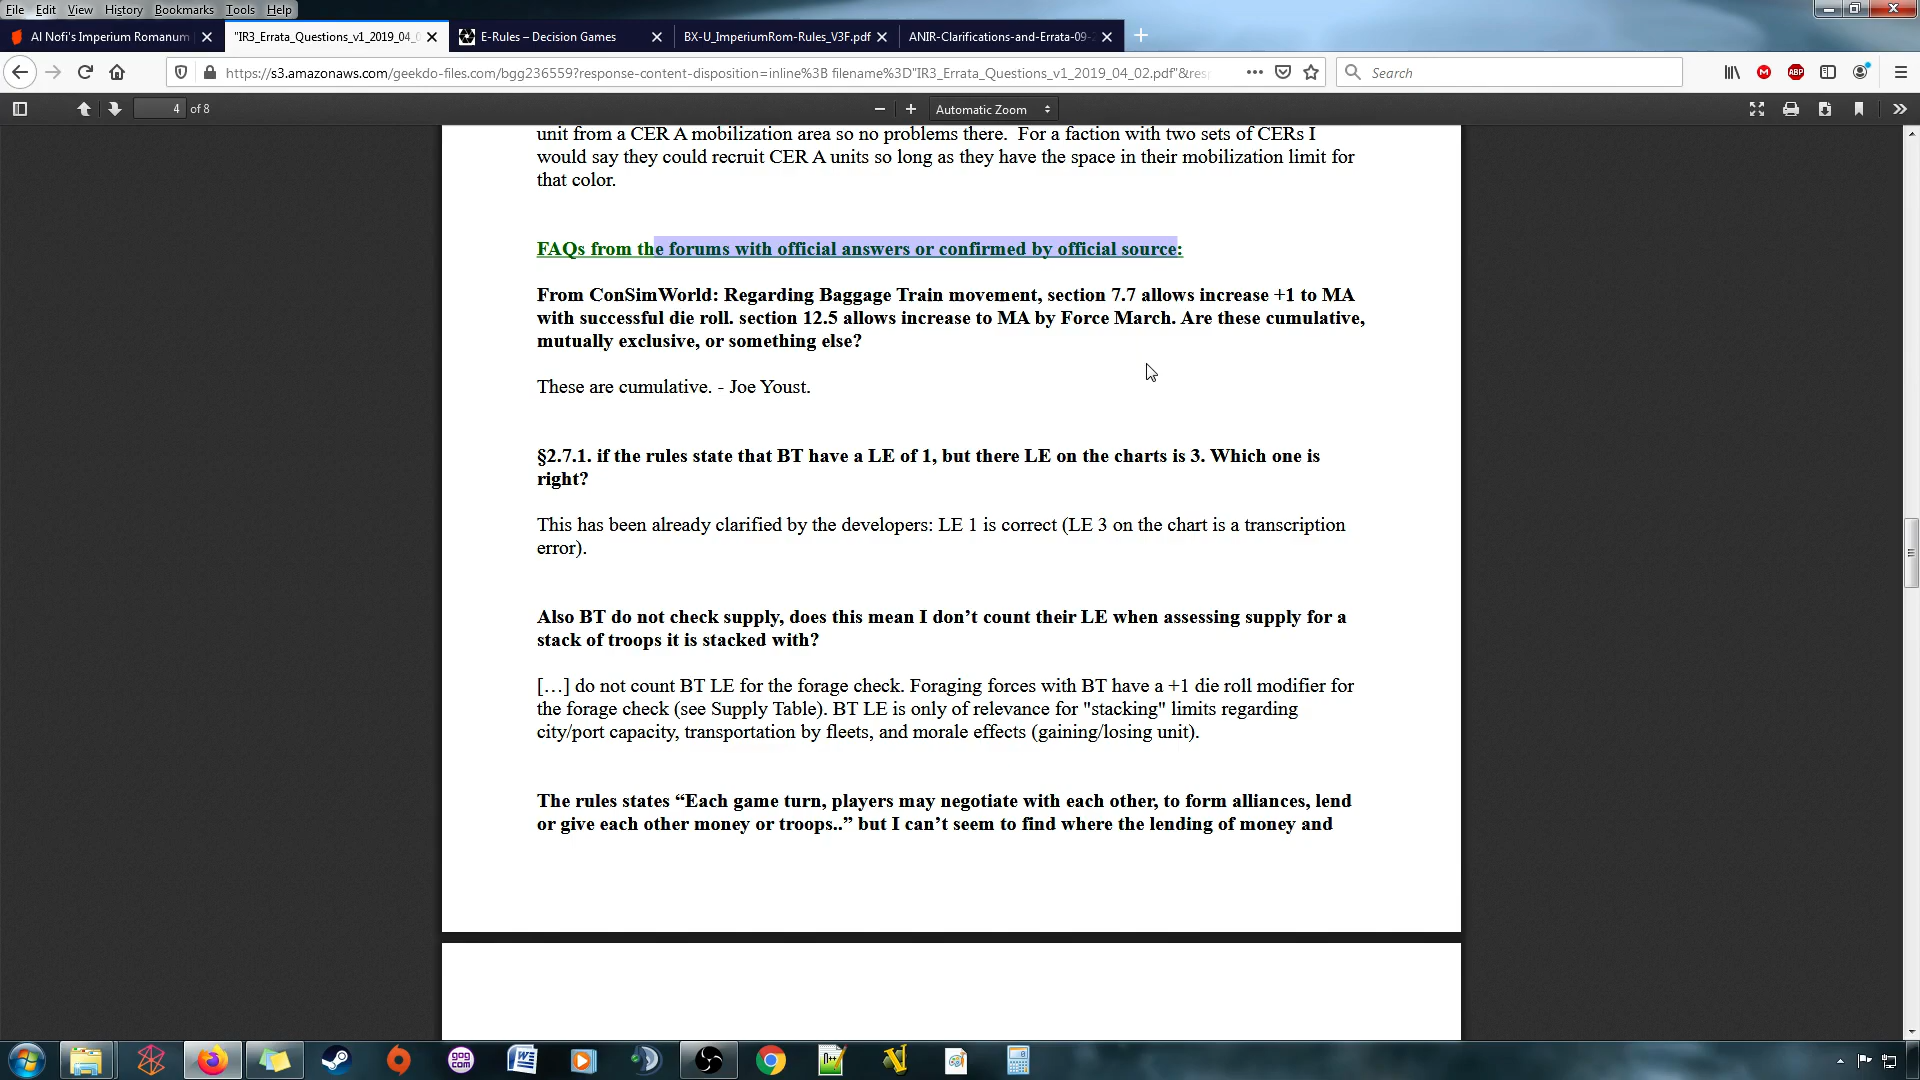 File Edit View History Bookmarks Tools Help
Al Nofi's Imperium Romanum
"IR3_Errata_Questions_v1_2019_04_0
E-Rules – Decision Games
BX-U_ImperiumRom-Rules_V3F.pdf
ANIR-Clarifications-and-Errata-09-
https://s3.amazonaws.com/geekdo-files.com/bgg236559?response-content-disposition=inline%3B filename%3D"IR3_Errata_Questions_v1_2019_04_02.pdf"&res
Search
ABP
4 of 8
Automatic Zoom
unit from a CER A mobilization area so no problems there. For a faction with two sets of CERs I
would say they could recruit CER A units so long as they have the space in their mobilization limit for
that color.
FAQs from the forums with official answers or confirmed by official source:
From ConSimWorld: Regarding Baggage Train movement, section 7.7 allows increase +1 to MA
with successful die roll. section 12.5 allows increase to MA by Force March. Are these cumulative,
mutually exclusive, or something else?
These are cumulative. - Joe Youst.
§2.7.1. if the rules state that BT have a LE of 1, but there LE on the charts is 3. Which one is
right?
This has been already clarified by the developers: LE 1 is correct (LE 3 on the chart is a transcription
error).
Also BT do not check supply, does this mean I don’t count their LE when assessing supply for a
stack of troops it is stacked with?
[…] do not count BT LE for the forage check. Foraging forces with BT have a +1 die roll modifier for
the forage check (see Supply Table). BT LE is only of relevance for "stacking" limits regarding
city/port capacity, transportation by fleets, and morale effects (gaining/losing unit).
The rules states “Each game turn, players may negotiate with each other, to form alliances, lend
or give each other money or troops..” but I can’t seem to find where the lending of money and